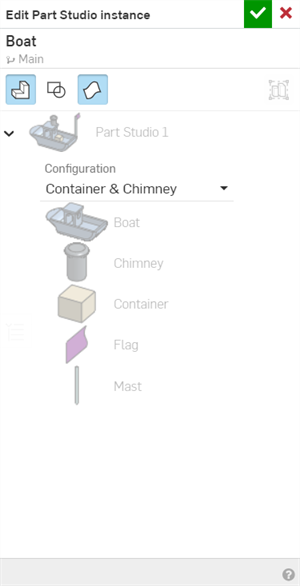 Edit Part Studio instance
Boat
Main
Part Studio 1
Configuration
Container & Chimney
Boat
Chimney
Container
Flag
Mast